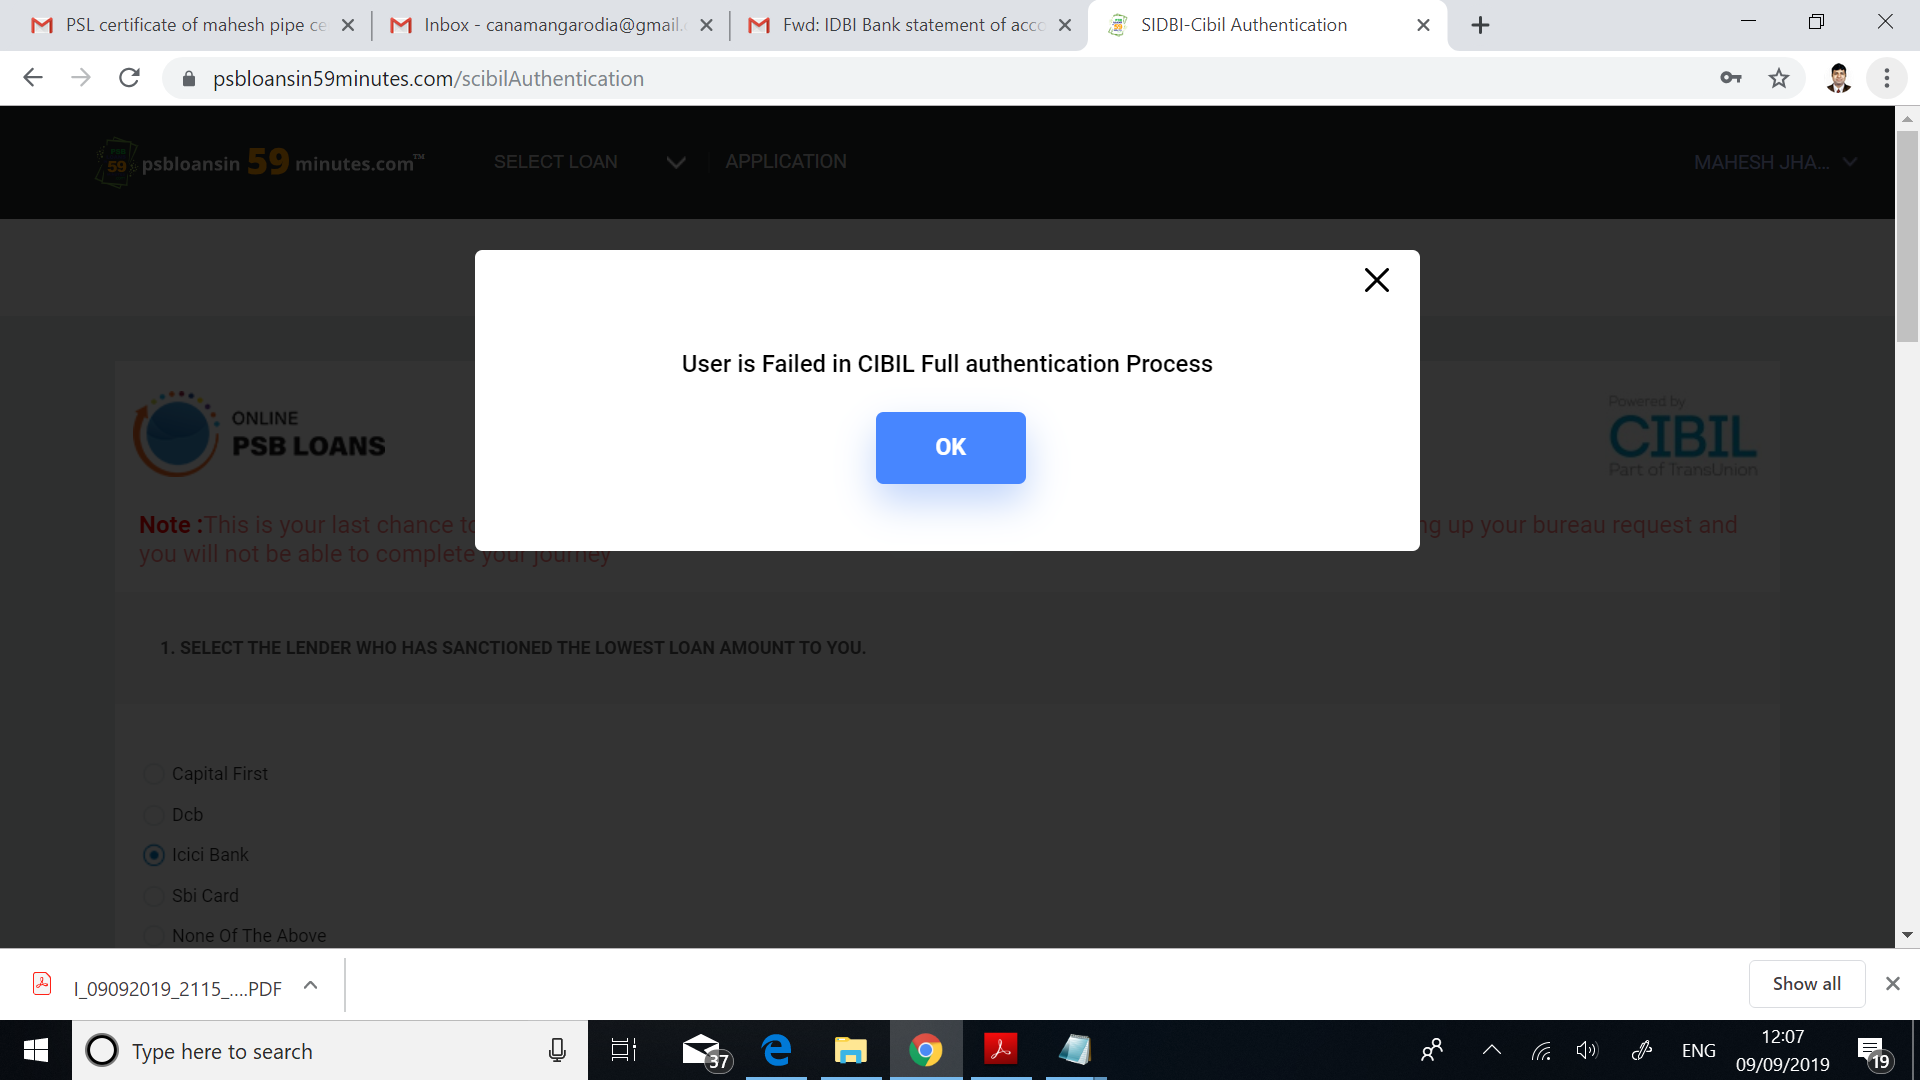 PSL certificate of mahesh pipe ce
Inbox - canamangarodia@gmail.c
Fwd: IDBI Bank statement of acco
SIDBI-Cibil Authentication
psbloansin59minutes.com/scibilAuthentication
psbloansin 59 minutes.com™
SELECT LOAN
APPLICATION
MAHESH JHA...
User is Failed in CIBIL Full authentication Process
OK
ONLINE
PSB LOANS
Powered by
CIBIL
Part of TransUnion
Note :This is your last chance to
ng up your bureau request and
you will not be able to complete your journey
1. SELECT THE LENDER WHO HAS SANCTIONED THE LOWEST LOAN AMOUNT TO YOU.
Capital First
Dcb
Icici Bank
Sbi Card
None Of The Above
I_09092019_2115_....PDF
Show all
Type here to search
37
ENG
12:07
09/09/2019
19